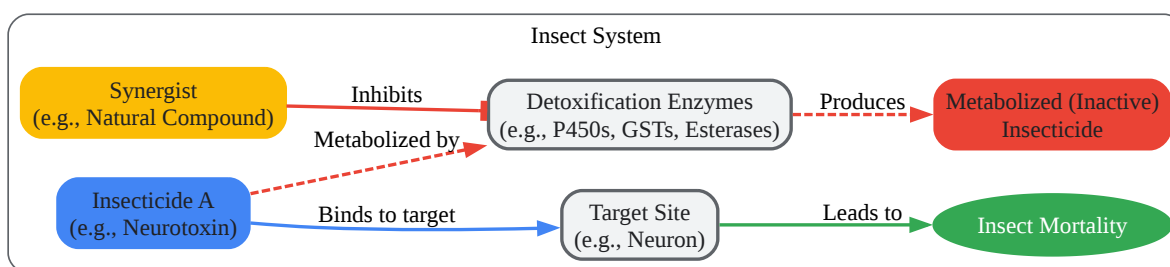 Insect System
Synergist
(e.g., Natural Compound)
Inhibits
Detoxification Enzymes
(e.g., P450s, GSTs, Esterases)
Produces
Metabolized (Inactive)
Insecticide
Metabolized by
Insecticide A
(e.g., Neurotoxin)
Binds to target
Target Site
(e.g., Neuron)
Leads to
Insect Mortality